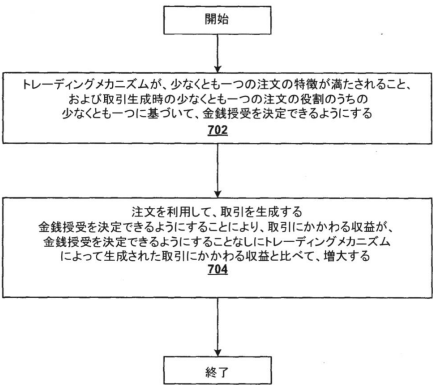 開始
トレーディングメカニズムが、少なくとも一つの注文の特徴が満たされること、
および取引生成時の少なくとも一つの注文の役割のうちの
少なくとも一つに基づいて、金銭授受を決定できるようにする
702
注文を利用して、取引を生成する
金銭授受を決定できるようにすることにより、取引にかかわる収益が、
金銭授受を決定できるようにすることなしにトレーディングメカニズム
によって生成された取引にかかわる収益と比べて、増大する
704
終了